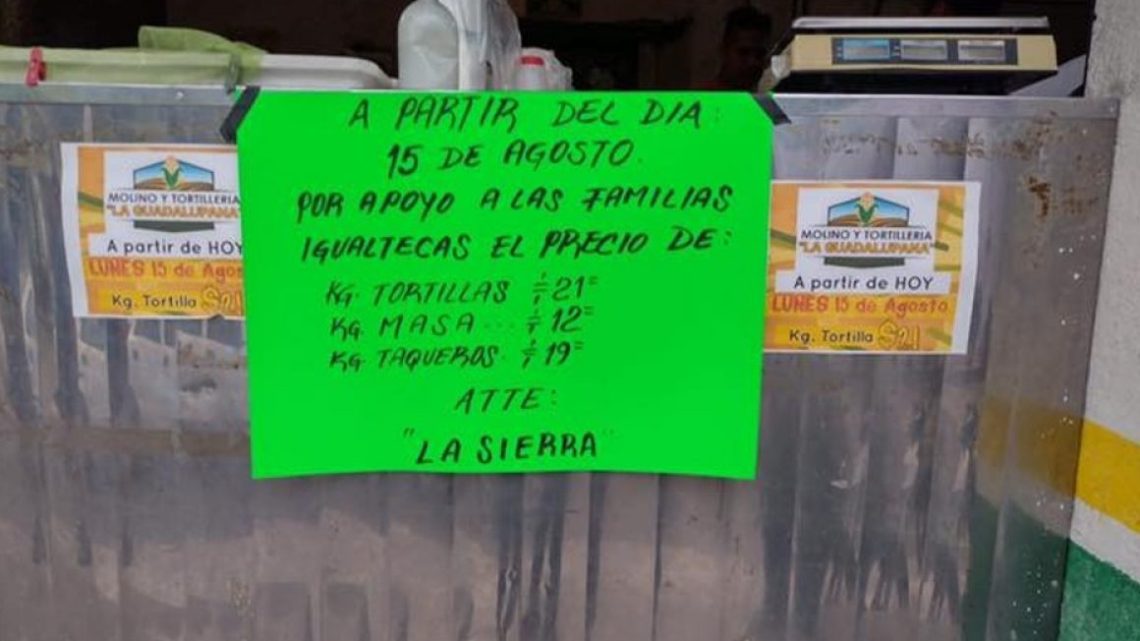 A PARTIR DEL DIA:
15 DE AGOSTO.
POR APOYO A LAS FAMILIAS
IGUALTECAS EL PRECIO DE:
KG. TORTILLAS $ 21=
KG. MASA... $ 12=
KG. TAQUEROS. $ 19=
ATTE:
"LA SIERRA"
MOLINO Y TORTILLERIA
"LA GUADALUPANA"
A partir de HOY
LUNES 15 de Agos
Kg. Tortilla $21
MOLINO Y TORTILLERIA
"LA GUADALUPANA"
A partir de HOY
LUNES 15 de Agosto
Kg. Tortilla $21